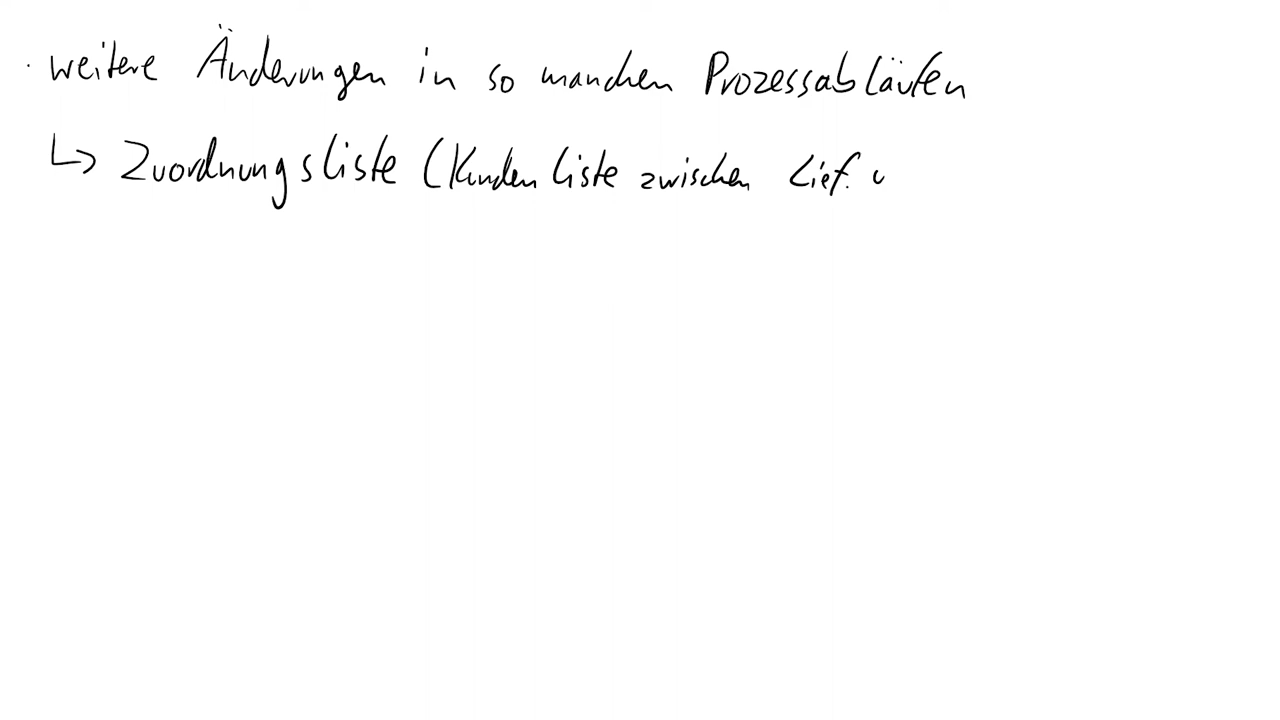 · weitere Änderungen in so manchen Prozessabläufen
↳ Zuordnungsliste (Kundenliste zwischen Lief. u